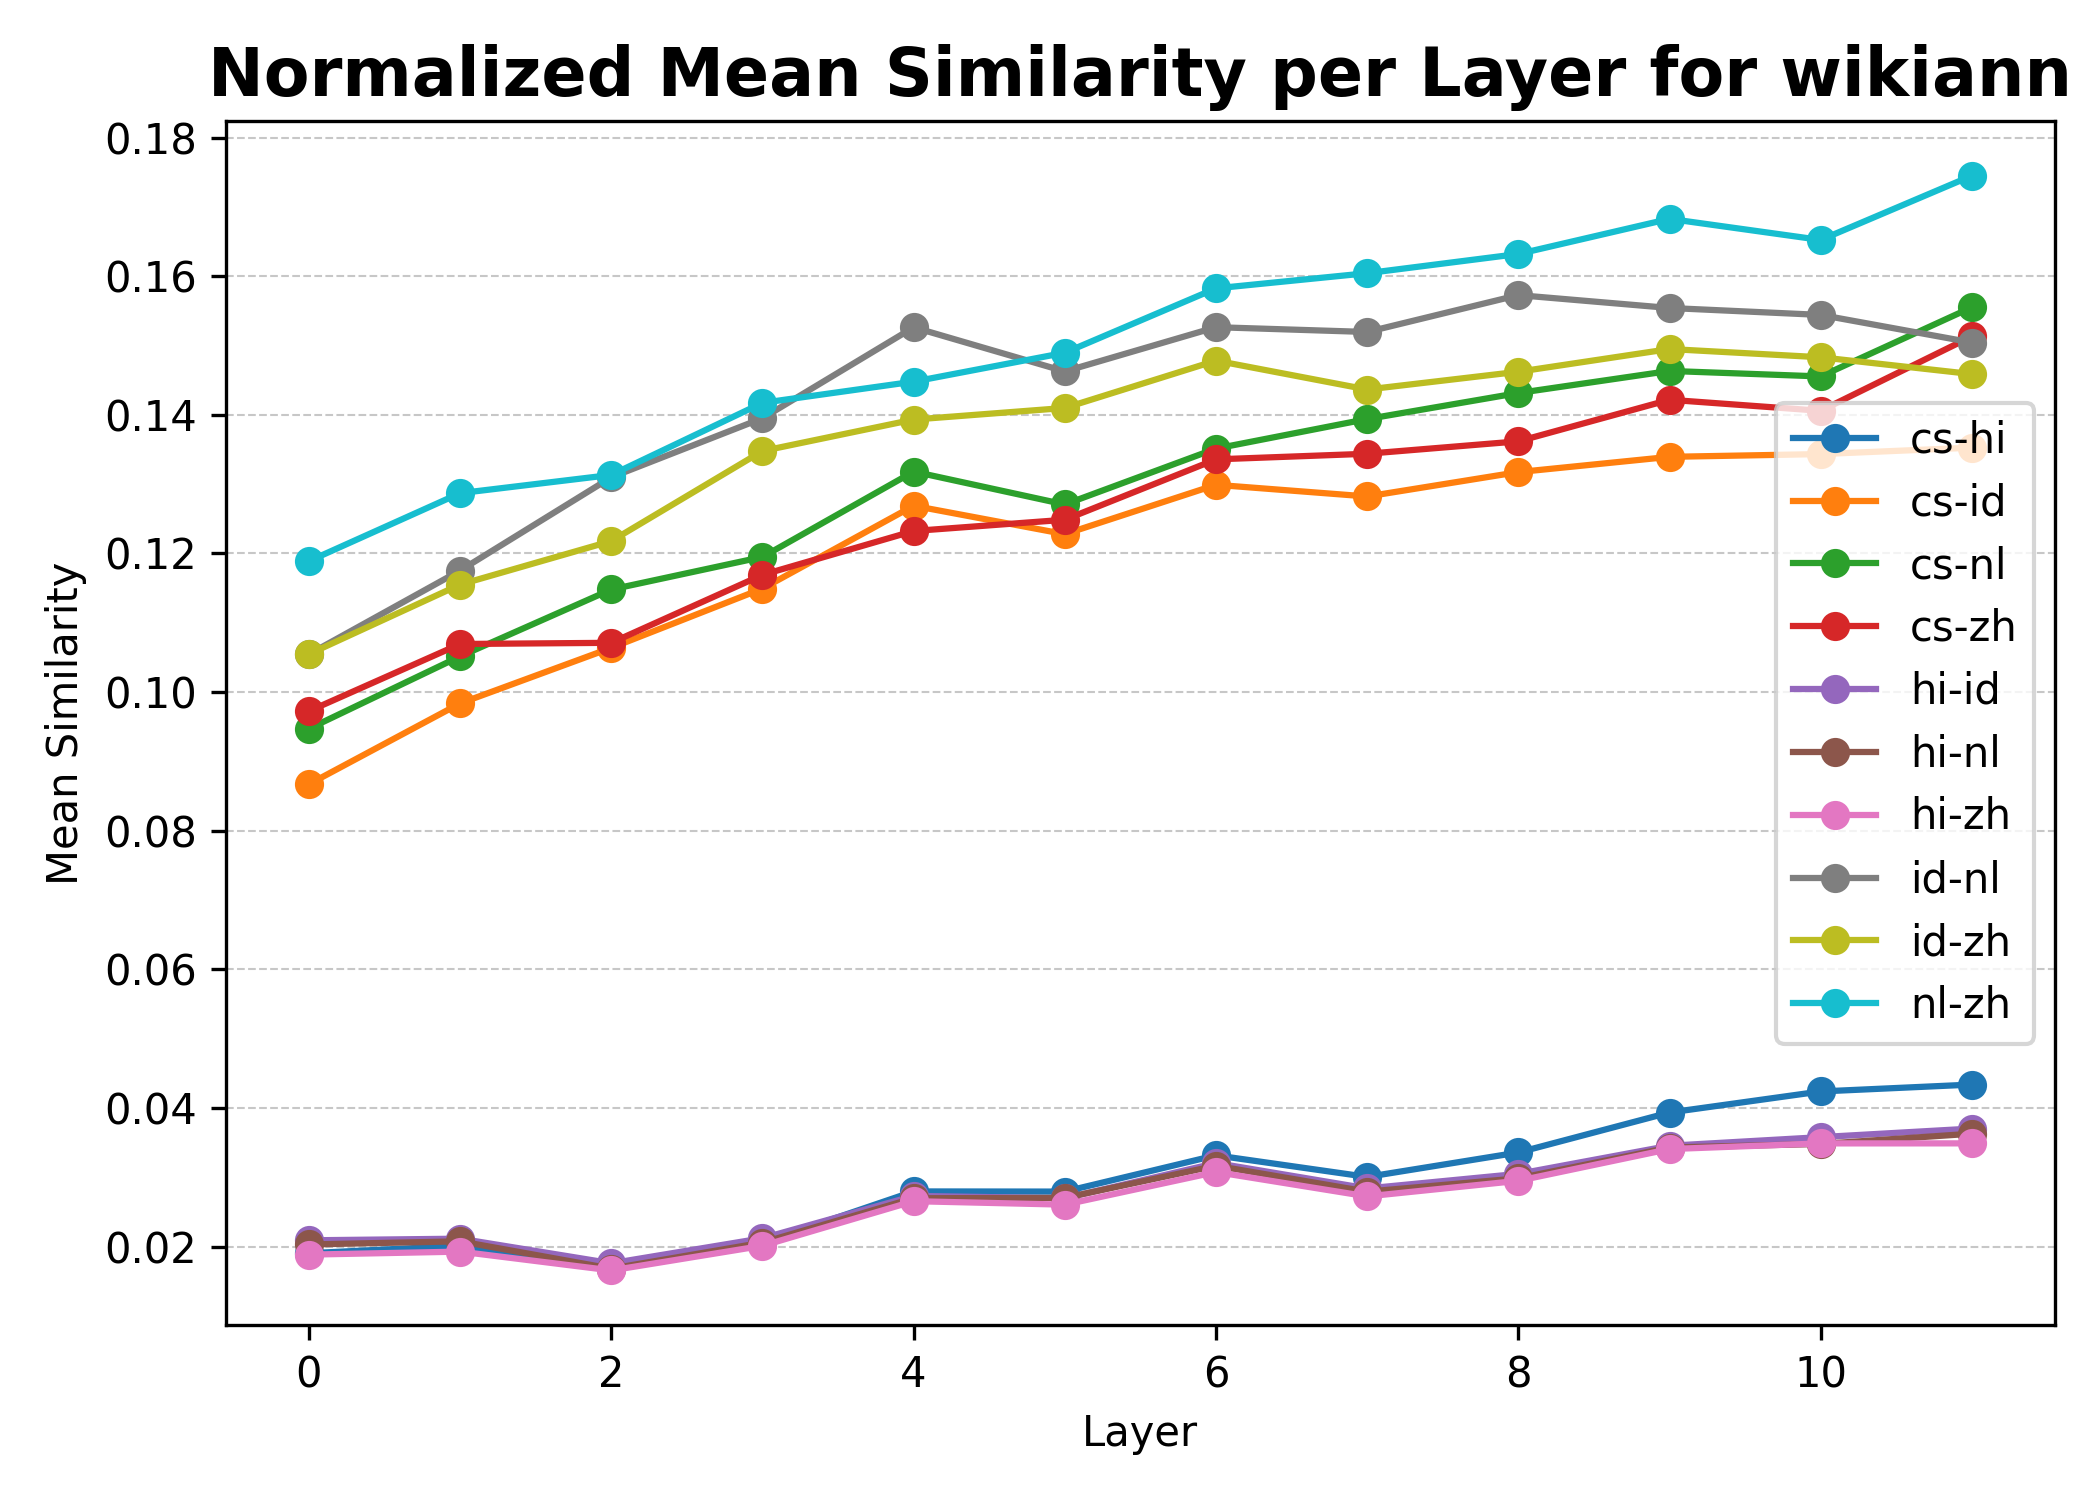 Normalized Mean Similarity per Layer for wikiann
0.18
0.16
0.14
0.12
0.10
0.08
0.06
0.04
0.02
Mean Similarity
cs-hi
cs-id
cs-nl
cs-zh
hi-id
hi-nl
hi-zh
id-nl
id-zh
nl-zh
0 2 4 6 8 10
Layer